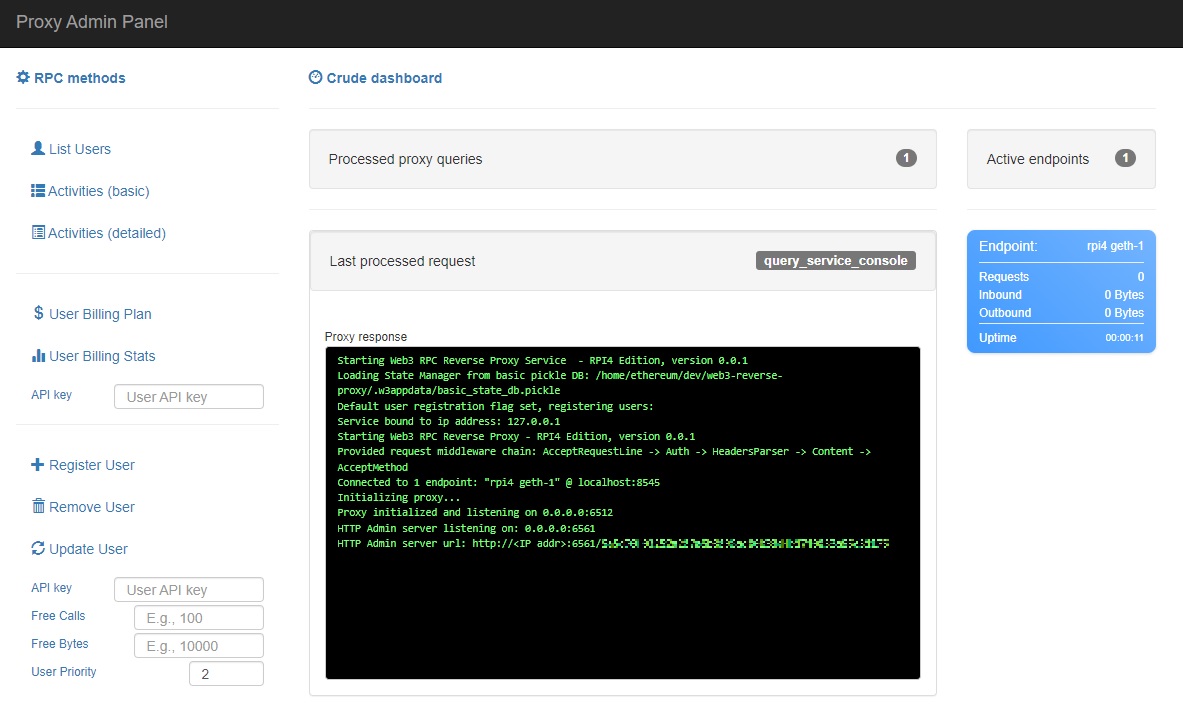 Proxy Admin Panel
RPC methods
List Users
Activities (basic)
Activities (detailed)
User Billing Plan
User Billing Stats
API key
User API key
Register User
Remove User
Update User
API key
User API key
Free Calls
E.g., 100
Free Bytes
E.g., 10000
User Priority
2
Crude dashboard
Processed proxy queries 1
Last processed request query_service_console
Proxy response
Starting Web3 RPC Reverse Proxy Service - RPI4 Edition, version 0.0.1
Loading State Manager from basic pickle DB: /home/ethereum/dev/web3-reverse-
proxy/.w3appdata/basic_state_db.pickle
Default user registration flag set, registering users:
Service bound to ip address: 127.0.0.1
Starting Web3 RPC Reverse Proxy - RPI4 Edition, version 0.0.1
Provided request middleware chain: AcceptRequestLine -> Auth -> HeadersParser -> Content ->
AcceptMethod
Connected to 1 endpoint: "rpi4 geth-1" @ localhost:8545
Initializing proxy...
Proxy initialized and listening on 0.0.0.0:6512
HTTP Admin server listening on: 0.0.0.0:6561
HTTP Admin server url: http://<IP addr>:6561/
Active endpoints 1
Endpoint: rpi4 geth-1
Requests 0
Inbound 0 Bytes
Outbound 0 Bytes
Uptime 00:00:11